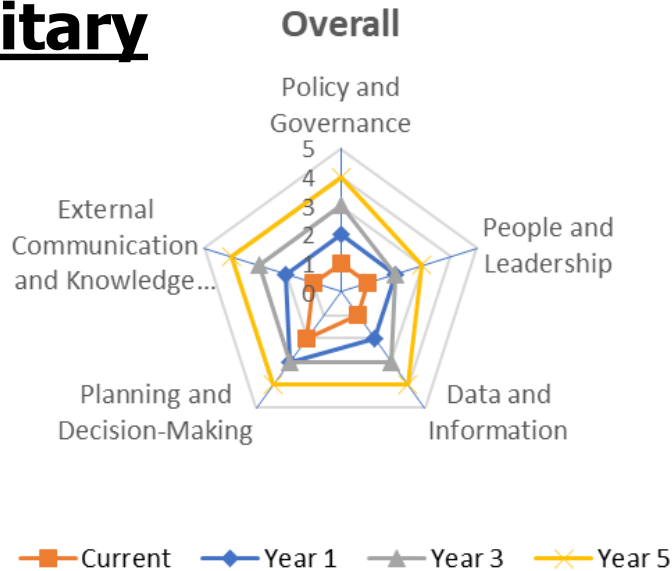 itary
Overall
Policy and
Governance
5
4
3
2
1
0
People and
Leadership
Data and
Information
Planning and
Decision-Making
External
Communication
and Knowledge...
Current
Year 1
Year 3
Year 5